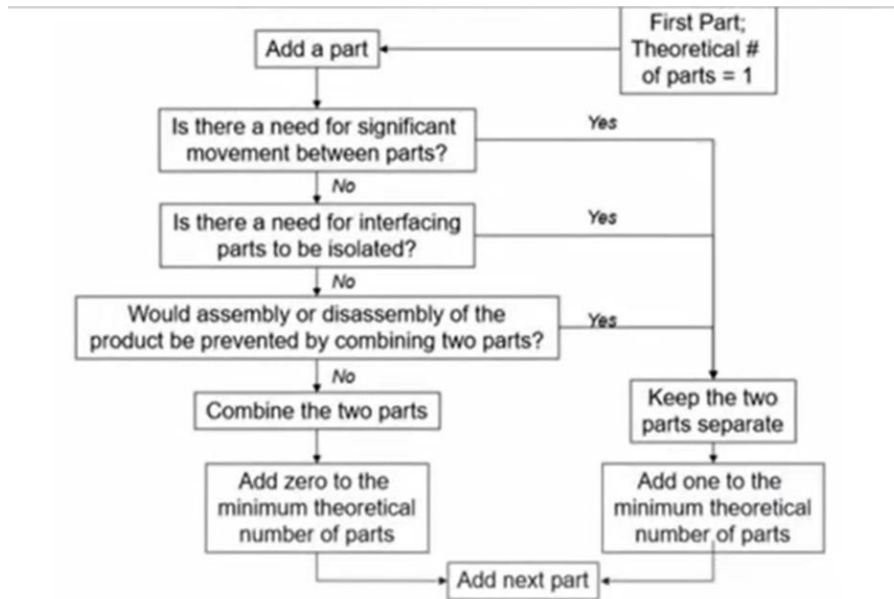 First Part;
Theoretical #
of parts = 1
Add a part
Is there a need for significant
movement between parts?
Yes
No
Is there a need for interfacing
parts to be isolated?
Yes
No
Would assembly or disassembly of the
product be prevented by combining two parts?
Yes
No
Combine the two parts
Keep the two
parts separate
Add zero to the
minimum theoretical
number of parts
Add one to the
minimum theoretical
number of parts
Add next part